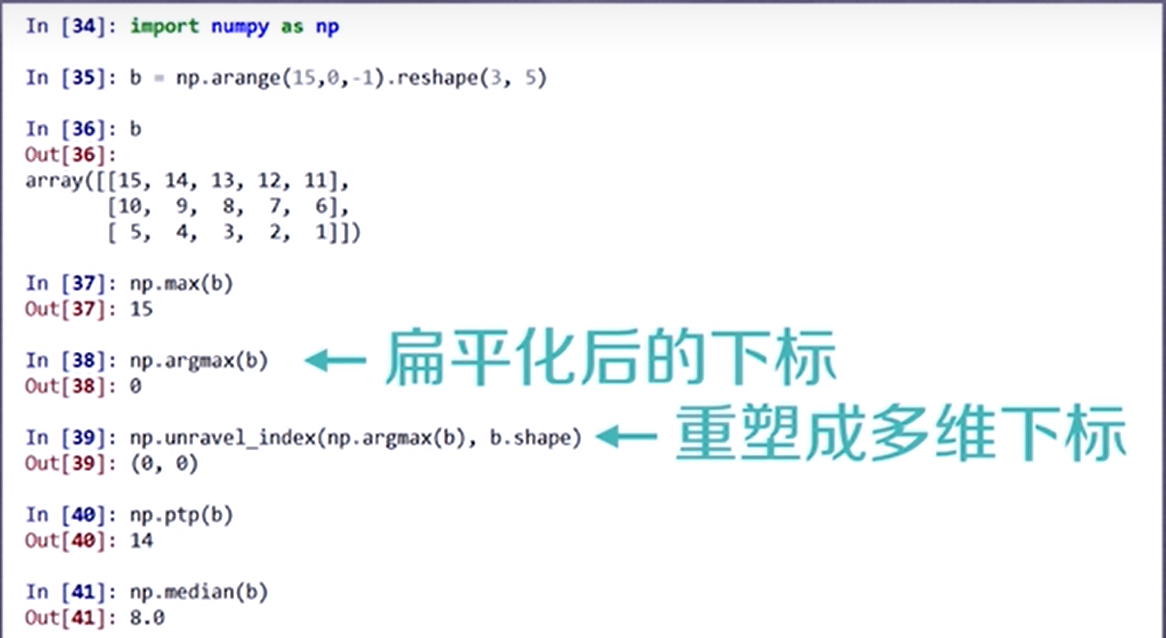 In [34]: import numpy as np
In [35]: b = np.arange(15,0,-1).reshape(3, 5)
In [36]: b
Out[36]:
array([[15, 14, 13, 12, 11],
       [10,  9,  8,  7,  6],
       [ 5,  4,  3,  2,  1]])
In [37]: np.max(b)
Out[37]: 15
In [38]: np.argmax(b) 扁平化后的下标
Out[38]: 0
In [39]: np.unravel_index(np.argmax(b), b.shape) 重塑成多维下标
Out[39]: (0, 0)
In [40]: np.ptp(b)
Out[40]: 14
In [41]: np.median(b)
Out[41]: 8.0